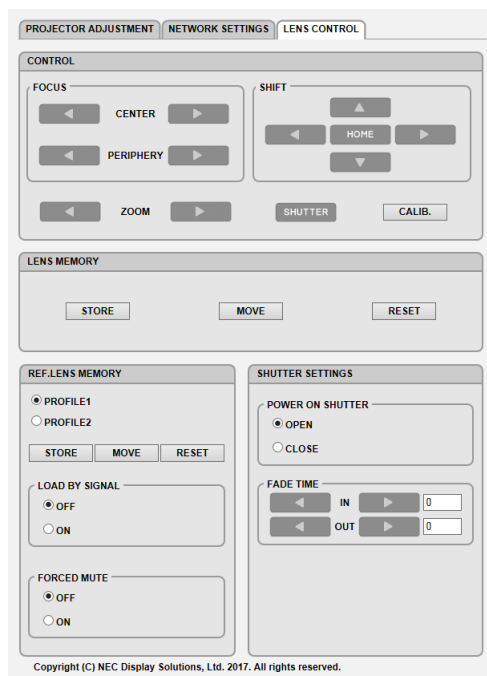 PROJECTOR ADJUSTMENT NETWORK SETTINGS LENS CONTROL
CONTROL
FOCUS
CENTER
PERIPHERY
SHIFT
HOME
ZOOM
SHUTTER
CALIB.
LENS MEMORY
STORE MOVE RESET
REF.LENS MEMORY
PROFILE1
PROFILE2
STORE MOVE RESET
LOAD BY SIGNAL
OFF
ON
FORCED MUTE
OFF
ON
SHUTTER SETTINGS
POWER ON SHUTTER
OPEN
CLOSE
FADE TIME
IN 0
OUT 0
Copyright (C) NEC Display Solutions, Ltd. 2017. All rights reserved.